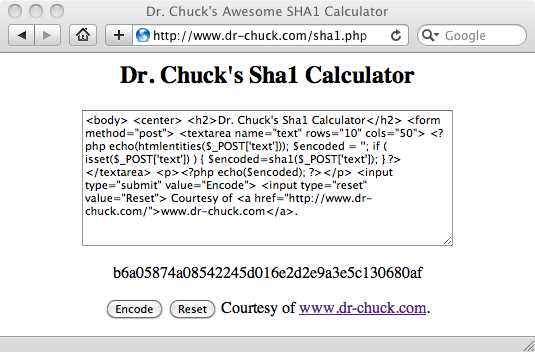 Dr. Chuck's Awesome SHA1 Calculator
http://www.dr-chuck.com/sha1.php
Google
Dr. Chuck's Sha1 Calculator
<body> <center> <h2>Dr. Chuck's Sha1 Calculator</h2> <form
method="post"> <textarea name="text" rows="10" cols="50"> <?
php echo(htmlentities($_POST['text'])); $encoded = ''; if (
isset($_POST['text']) ) { $encoded=sha1($_POST['text']); } ?>
</textarea> <p><?php echo($encoded); ?></p> <input
type="submit" value="Encode"> <input type="reset"
value="Reset"> Courtesy of <a href="http://www.dr-
chuck.com/">www.dr-chuck.com</a>.
b6a05874a08542245d016e2d2e9a3e5c130680af
Encode Reset Courtesy of www.dr-chuck.com.